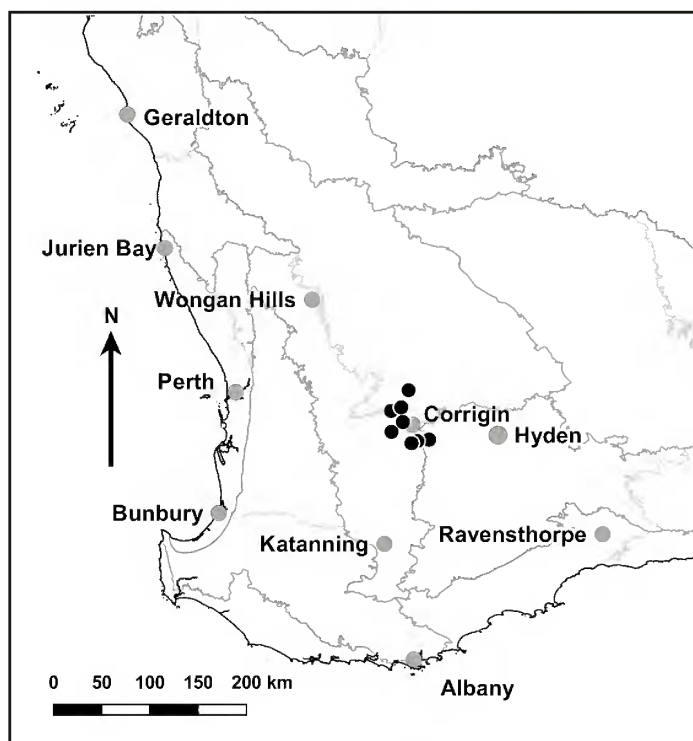 Geraldton
Jurien Bay
Wongan Hills
N
Perth
Corrigin
Hyden
Bunbury
Katanning
Ravensthorpe
0 50 100 150 200 km
Albany